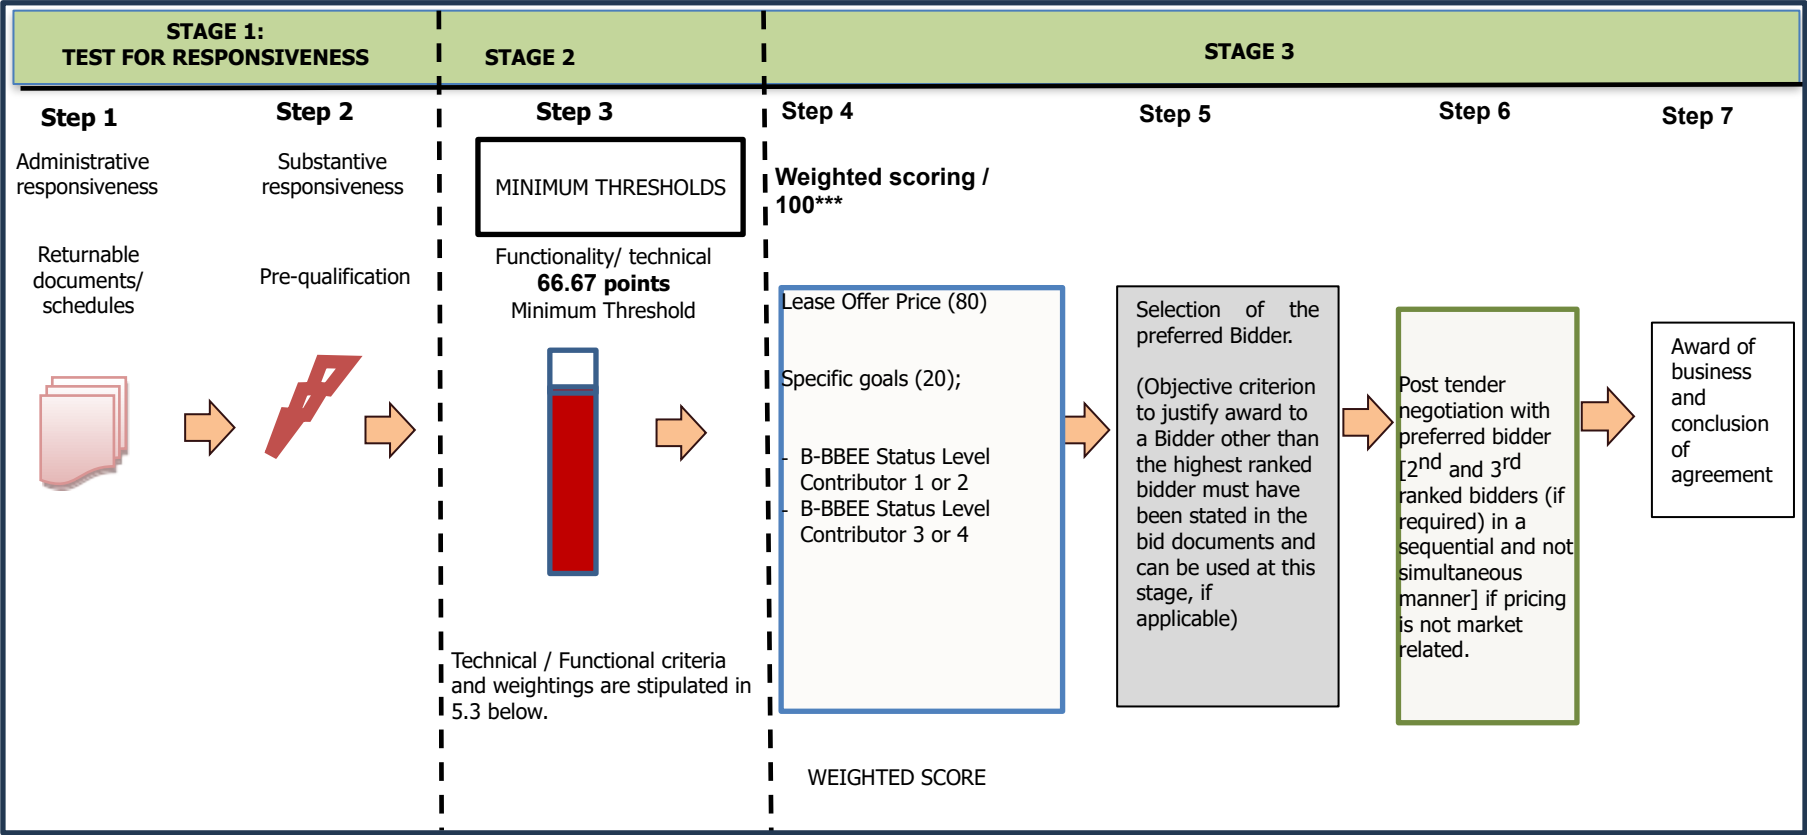 STAGE 1:
TEST FOR RESPONSIVENESS
STAGE 2
STAGE 3
Step 1
Administrative
responsiveness
Returnable
documents/
schedules
Step 2
Substantive
responsiveness
Pre-qualification
Step 3
MINIMUM THRESHOLDS
Functionality/ technical
66.67 points
Minimum Threshold
Technical / Functional criteria
and weightings are stipulated in
5.3 below.
Step 4
Weighted scoring /
100***
Lease Offer Price (80)
Specific goals (20);
- B-BBEE Status Level
Contributor 1 or 2
- B-BBEE Status Level
Contributor 3 or 4
WEIGHTED SCORE
Step 5
Selection of the
preferred Bidder.
(Objective criterion
to justify award to
a Bidder other than
the highest ranked
bidder must have
been stated in the
bid documents and
can be used at this
stage, if
applicable)
Step 6
Post tender
negotiation with
preferred bidder
[2nd and 3rd
ranked bidders (if
required) in a
sequential and not
simultaneous
manner] if pricing
is not market
related.
Step 7
Award of
business
and
conclusion
of
agreement